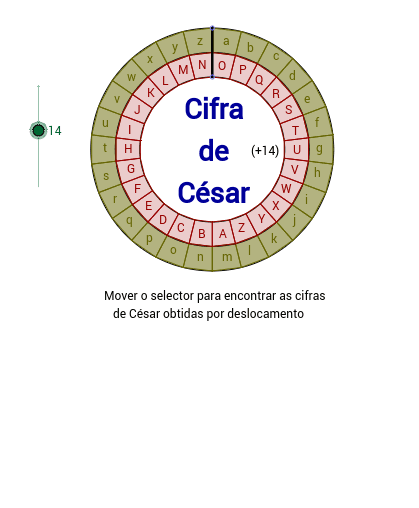 a b c d e f g h i j k l m n o p q r s t u v w x y z
O P Q R S T U V W X Y Z A B C D E F G H I J K L M N
14
Cifra
de (+14)
César
Mover o selector para encontrar as cifras
de César obtidas por deslocamento